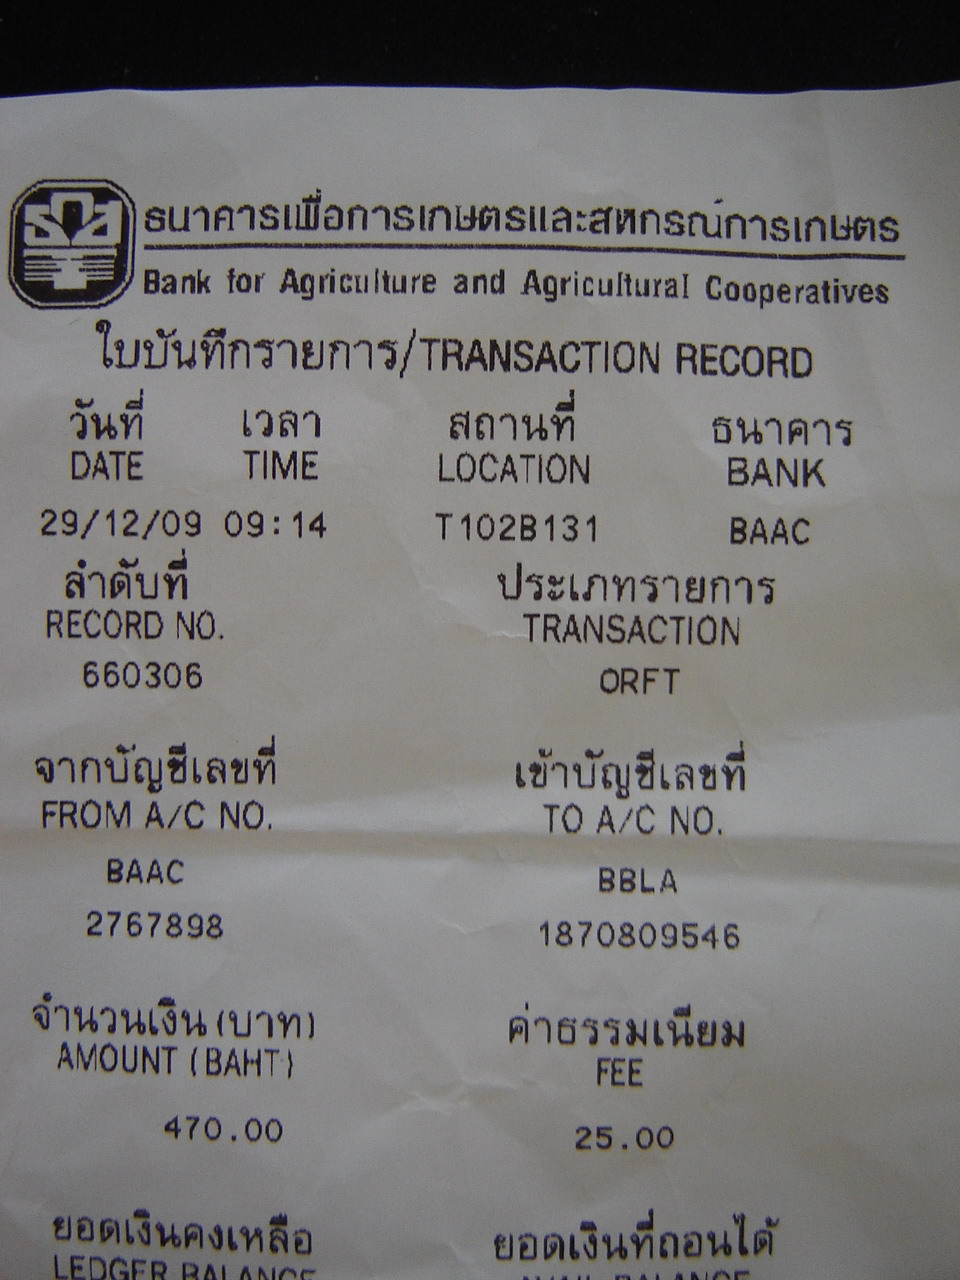 ธนาคารเพื่อการเกษตรและสหกรณ์การเกษตร
Bank for Agriculture and Agricultural Cooperatives
ใบบันทึกรายการ/TRANSACTION RECORD
วันที่ เวลา สถานที่ ธนาคาร
DATE TIME LOCATION BANK
29/12/09 09:14 T102B131 BAAC
ลำดับที่ ประเภทรายการ
RECORD NO. TRANSACTION
660306 ORFT
จากบัญชีเลขที่ เข้าบัญชีเลขที่
FROM A/C NO. TO A/C NO.
BAAC BBLA
2767898 1870809546
จำนวนเงิน (บาท) ค่าธรรมเนียม
AMOUNT (BAHT) FEE
470.00 25.00
ยอดเงินคงเหลือ ยอดเงินที่ถอนได้
LEDGER BALANCE AVAIL BALANCE